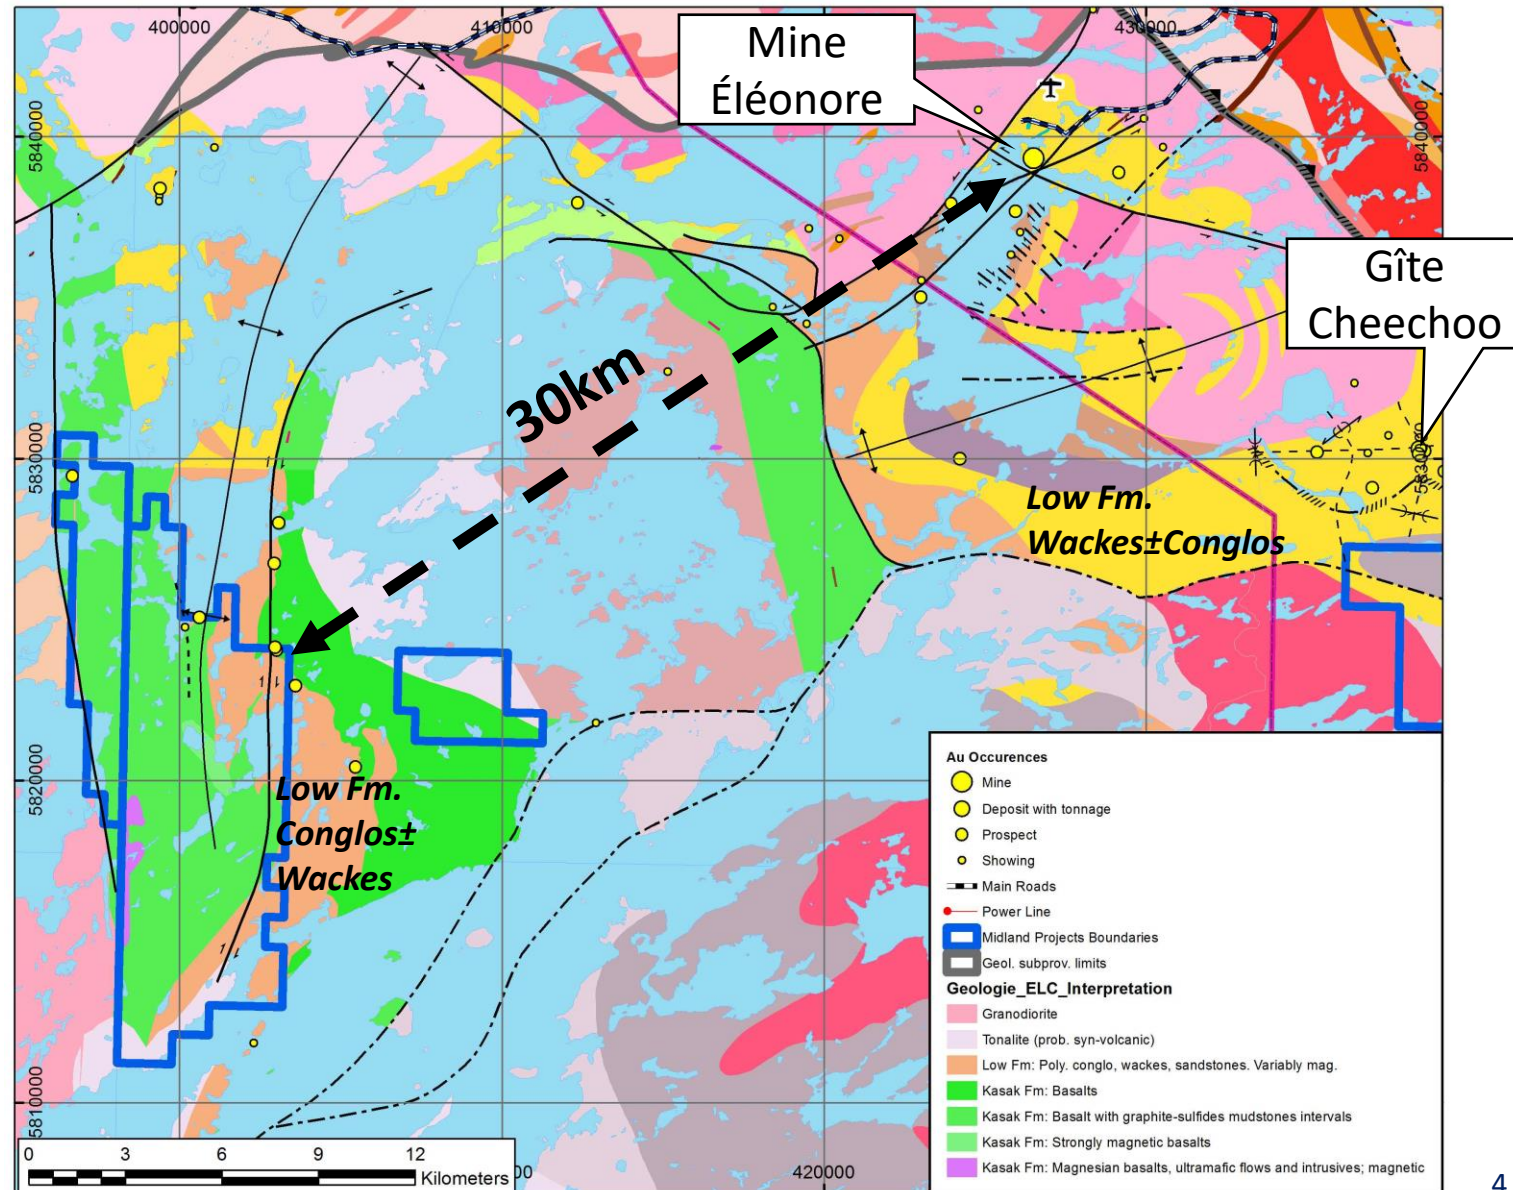 400000
410000
430000
Mine
Éléonore
5840000
5840000
Gîte
Cheechoo
30km
5830000
5830000
Low Fm.
Wackes±Conglos
5820000
Low Fm.
Conglos±
Wackes
5810000
420000
0 3 6 9 12
Kilometers
Au Occurences
Mine
Deposit with tonnage
Prospect
Showing
Main Roads
Power Line
Midland Projects Boundaries
Geol. subprov. limits
Geologie_ELC_Interpretation
Granodiorite
Tonalite (prob. syn-volcanic)
Low Fm: Poly. conglo, wackes, sandstones. Variably mag.
Kasak Fm: Basalts
Kasak Fm: Basalt with graphite-sulfides mudstones intervals
Kasak Fm: Strongly magnetic basalts
Kasak Fm: Magnesian basalts, ultramafic flows and intrusives; magnetic
4